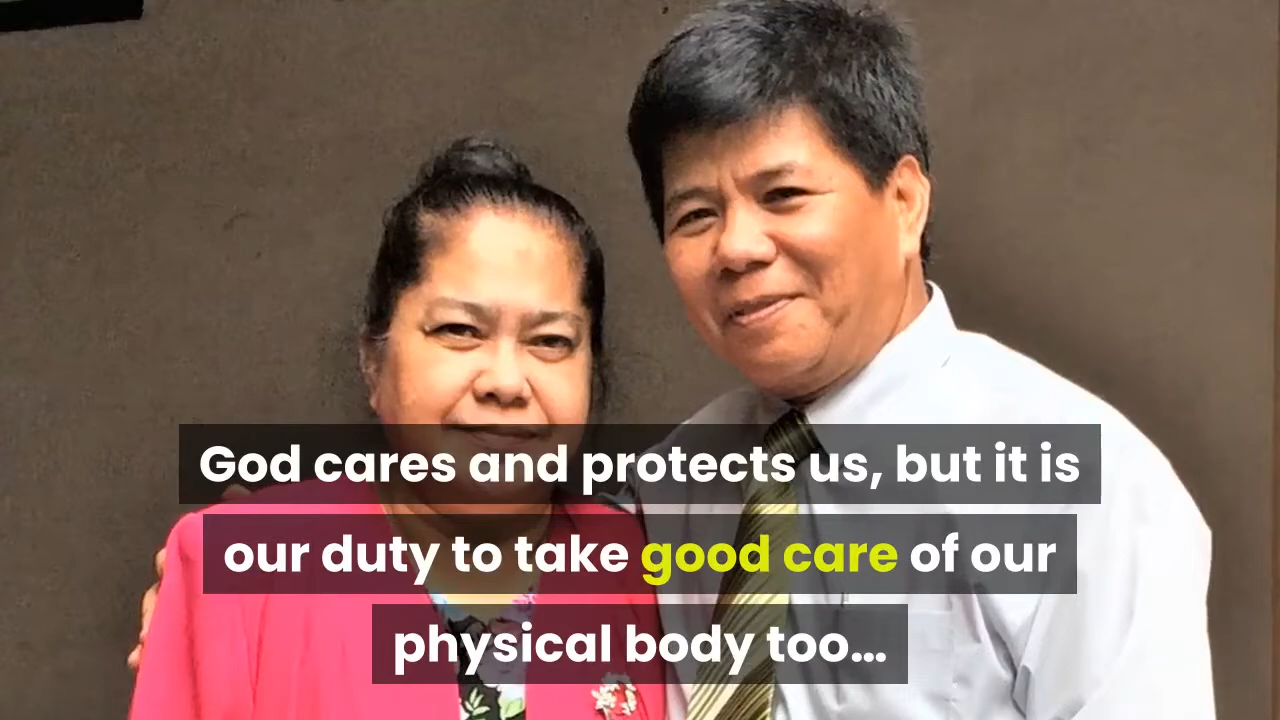 God cares and protects us, but it is
our duty to take good care of our
physical body too...